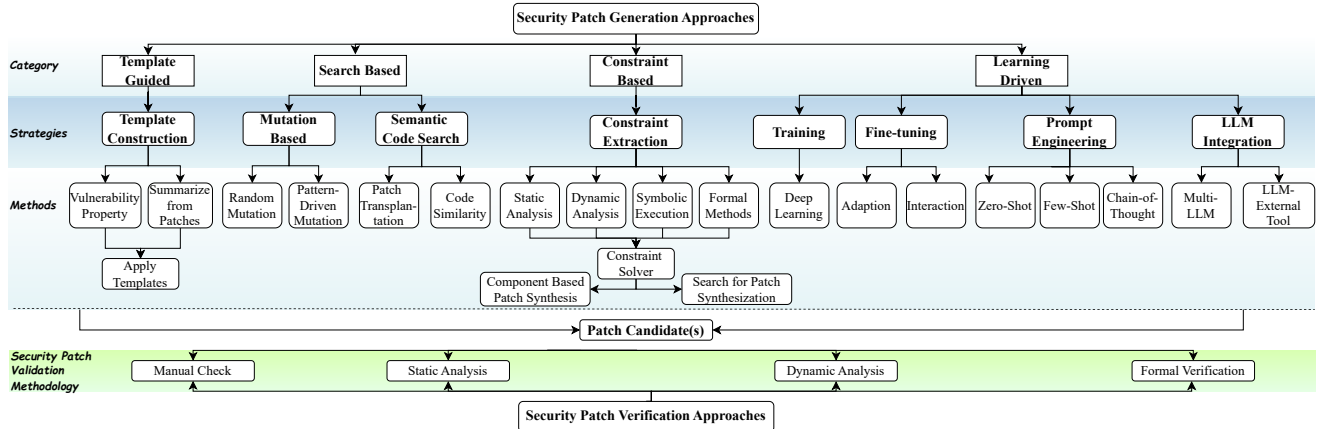 Security Patch Generation Approaches
Category
Template
Guided
Search Based
Constraint
Based
Learning
Driven
Strategies
Template
Construction
Mutation
Based
Semantic
Code Search
Constraint
Extraction
Training
Fine-tuning
Prompt
Engineering
LLM
Integration
Methods
Vulnerability
Property
Summarize
from
Patches
Random
Mutation
Pattern-
Driven
Mutation
Patch
Transplan-
tation
Code
Similarity
Static
Analysis
Dynamic
Analysis
Symbolic
Execution
Formal
Methods
Deep
Learning
Adaption
Interaction
Zero-Shot
Few-Shot
Chain-of-
Thought
Multi-
LLM
LLM-
External
Tool
Apply
Templates
Constraint
Solver
Component Based
Patch Synthesis
Search for Patch
Synthesization
Patch Candidate(s)
Security Patch
Validation
Methodology
Manual Check
Static Analysis
Dynamic Analysis
Formal Verification
Security Patch Verification Approaches